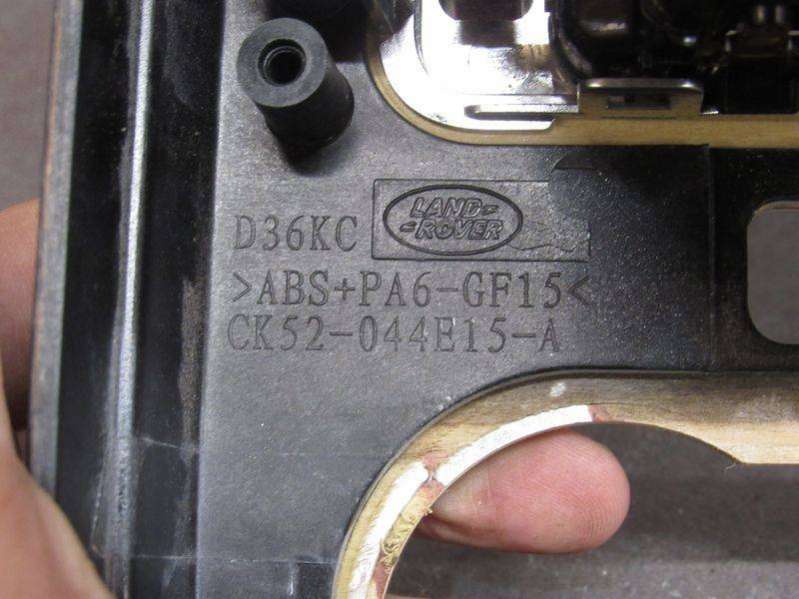 LAND-
-ROVER
D36KC
>ABS+PA6-GF15<
CK52-044E15-A